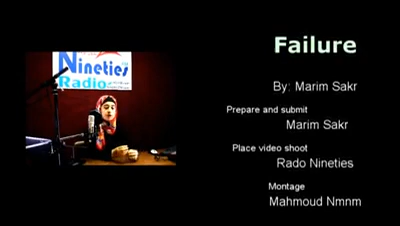 Nineties
Radio
Failure
By: Marim Sakr
Prepare and submit
Marim Sakr
Place video shoot
Rado Nineties
Montage
Mahmoud Nmnm